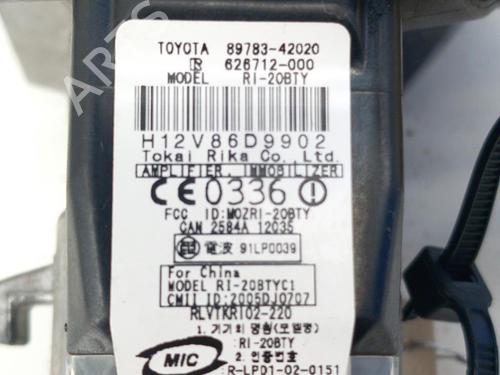 TOYOTA 89783-42020
R 626712-000
MODEL RI-20BTY
H12V86D9902
Tokai Rika Co., Ltd.
AMPLIFIER, IMMOBILIZER
CE 0336
FCC ID:MOZRI-20BTY
CAN 2584A 12035
電波 91LP0039
For China
MODEL RI-20BTYC1
CMII ID:2005DJ0707
RLVTKRI02-220
1. 기기의 명칭(모델명)
:RI-20BTY
MIC 2. 인증번호
:R-LPD1-02-0151